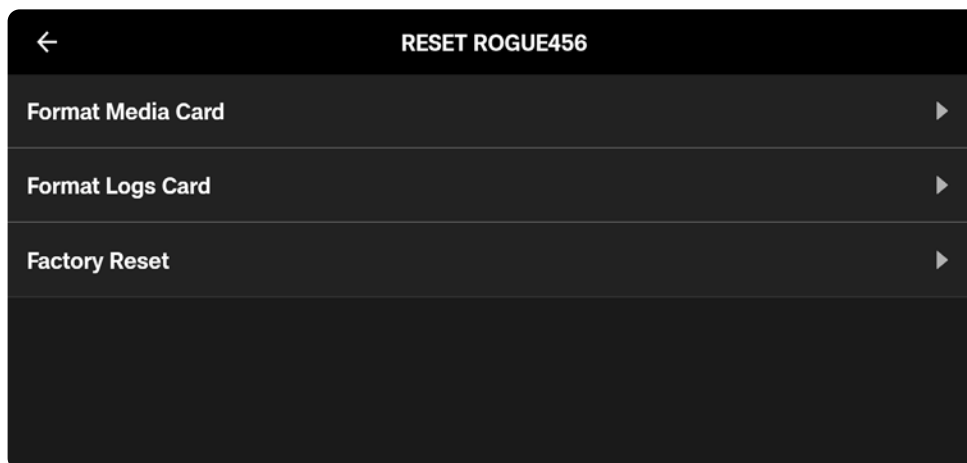 RESET ROGUE456
Format Media Card
Format Logs Card
Factory Reset